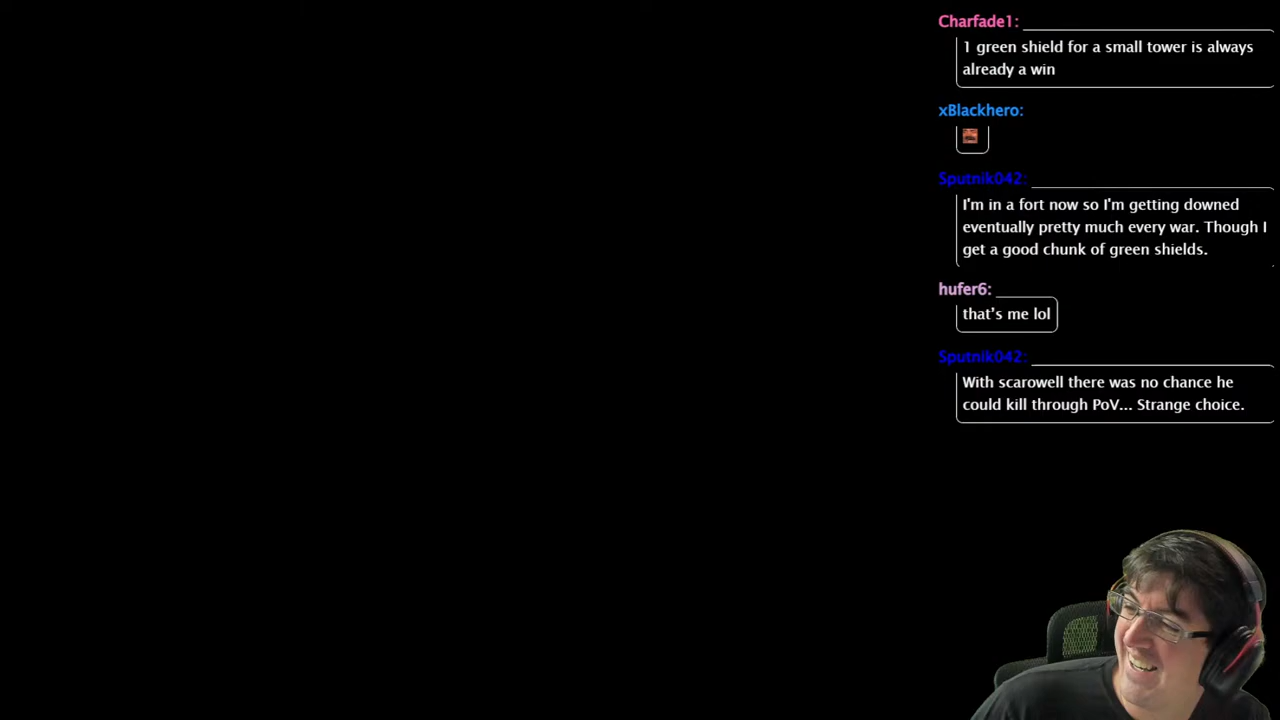 Charfade1:
1 green shield for a small tower is always
already a win
xBlackhero:
Sputnik042:
I'm in a fort now so I'm getting downed
eventually pretty much every war. Though I
get a good chunk of green shields.
hufer6:
that's me lol
Sputnik042:
With scarowell there was no chance he
could kill through PoV... Strange choice.